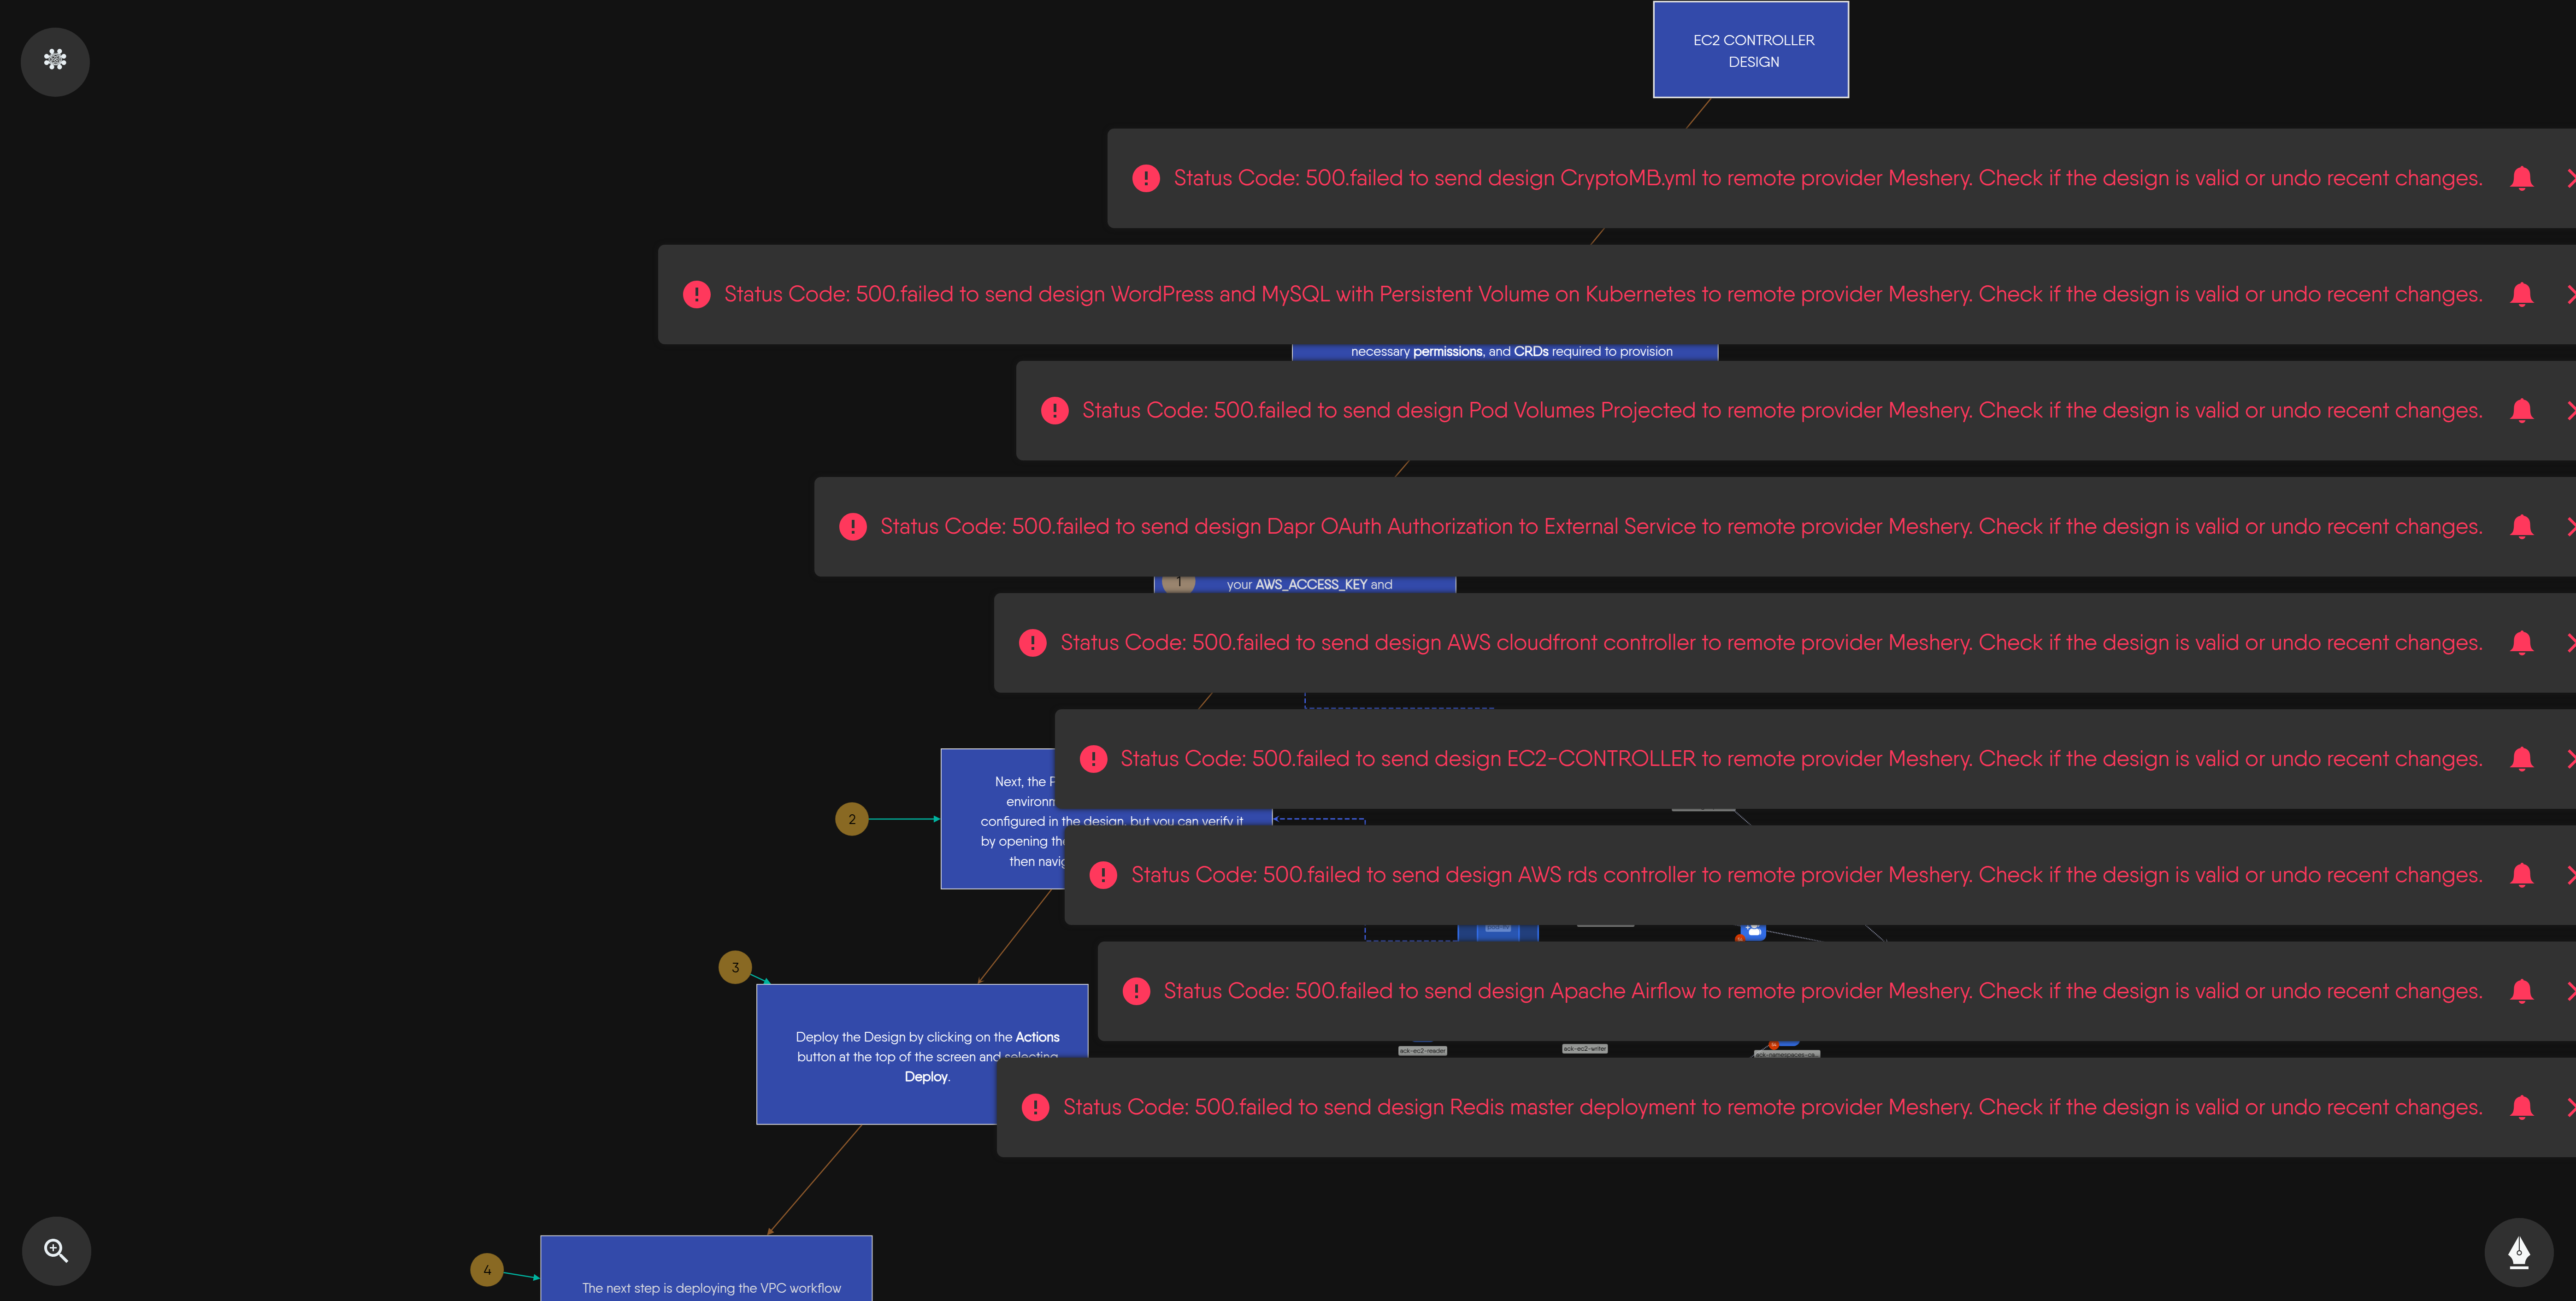 EC2 CONTROLLER
DESIGN
Status Code: 500.failed to send design CryptoMB.yml to remote provider Meshery. Check if the design is valid or undo recent changes.
Status Code: 500.failed to send design WordPress and MySQL with Persistent Volume on Kubernetes to remote provider Meshery. Check if the design is valid or undo recent changes.
necessary permissions, and CRDs required to provision
Status Code: 500.failed to send design Pod Volumes Projected to remote provider Meshery. Check if the design is valid or undo recent changes.
Status Code: 500.failed to send design Dapr OAuth Authorization to External Service to remote provider Meshery. Check if the design is valid or undo recent changes.
1
your AWS_ACCESS_KEY and
Status Code: 500.failed to send design AWS cloudfront controller to remote provider Meshery. Check if the design is valid or undo recent changes.
Status Code: 500.failed to send design EC2-CONTROLLER to remote provider Meshery. Check if the design is valid or undo recent changes.
2
Next, the
configured in the design, but you can verify it
by opening
then
Status Code: 500.failed to send design AWS rds controller to remote provider Meshery. Check if the design is valid or undo recent changes.
3
Status Code: 500.failed to send design Apache Airflow to remote provider Meshery. Check if the design is valid or undo recent changes.
Deploy the Design by clicking on the Actions
button at the top of the screen and selecting
Deploy.
ack-ec2-reader
ack-ec2-writer
Status Code: 500.failed to send design Redis master deployment to remote provider Meshery. Check if the design is valid or undo recent changes.
4
The next step is deploying the VPC workflow